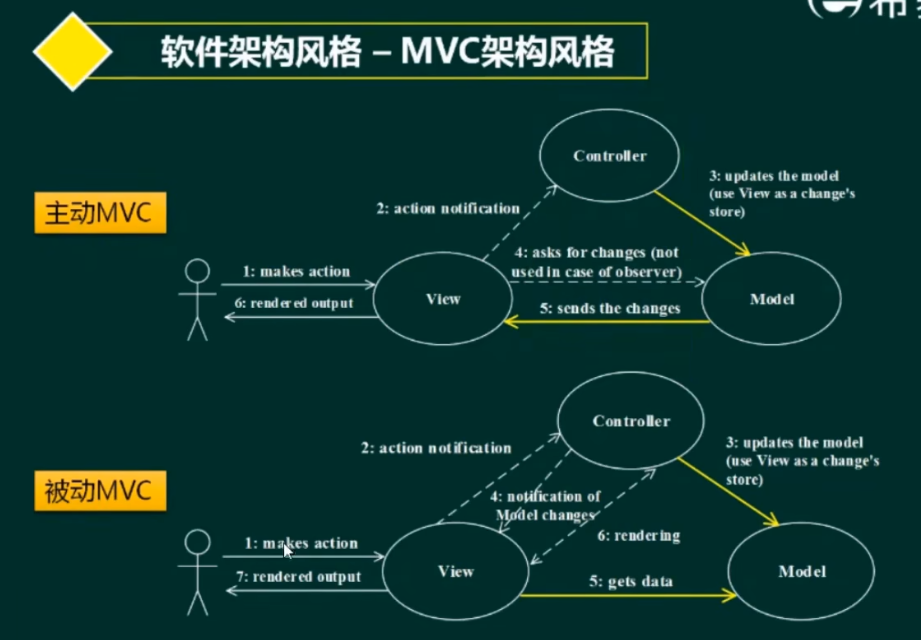 软件架构风格 – MVC架构风格
Controller
3: updates the model
(use View as a change's
store)
主动MVC
2: action notification
4: asks for changes (not
used in case of observer)
1: makes action
6: rendered output
View
Model
5: sends the changes
Controller
2: action notification
3: updates the model
(use View as a change's
store)
被动MVC
4: notification of
Model changes
6: rendering
1: makes action
7: rendered output
View
5: gets data
Model